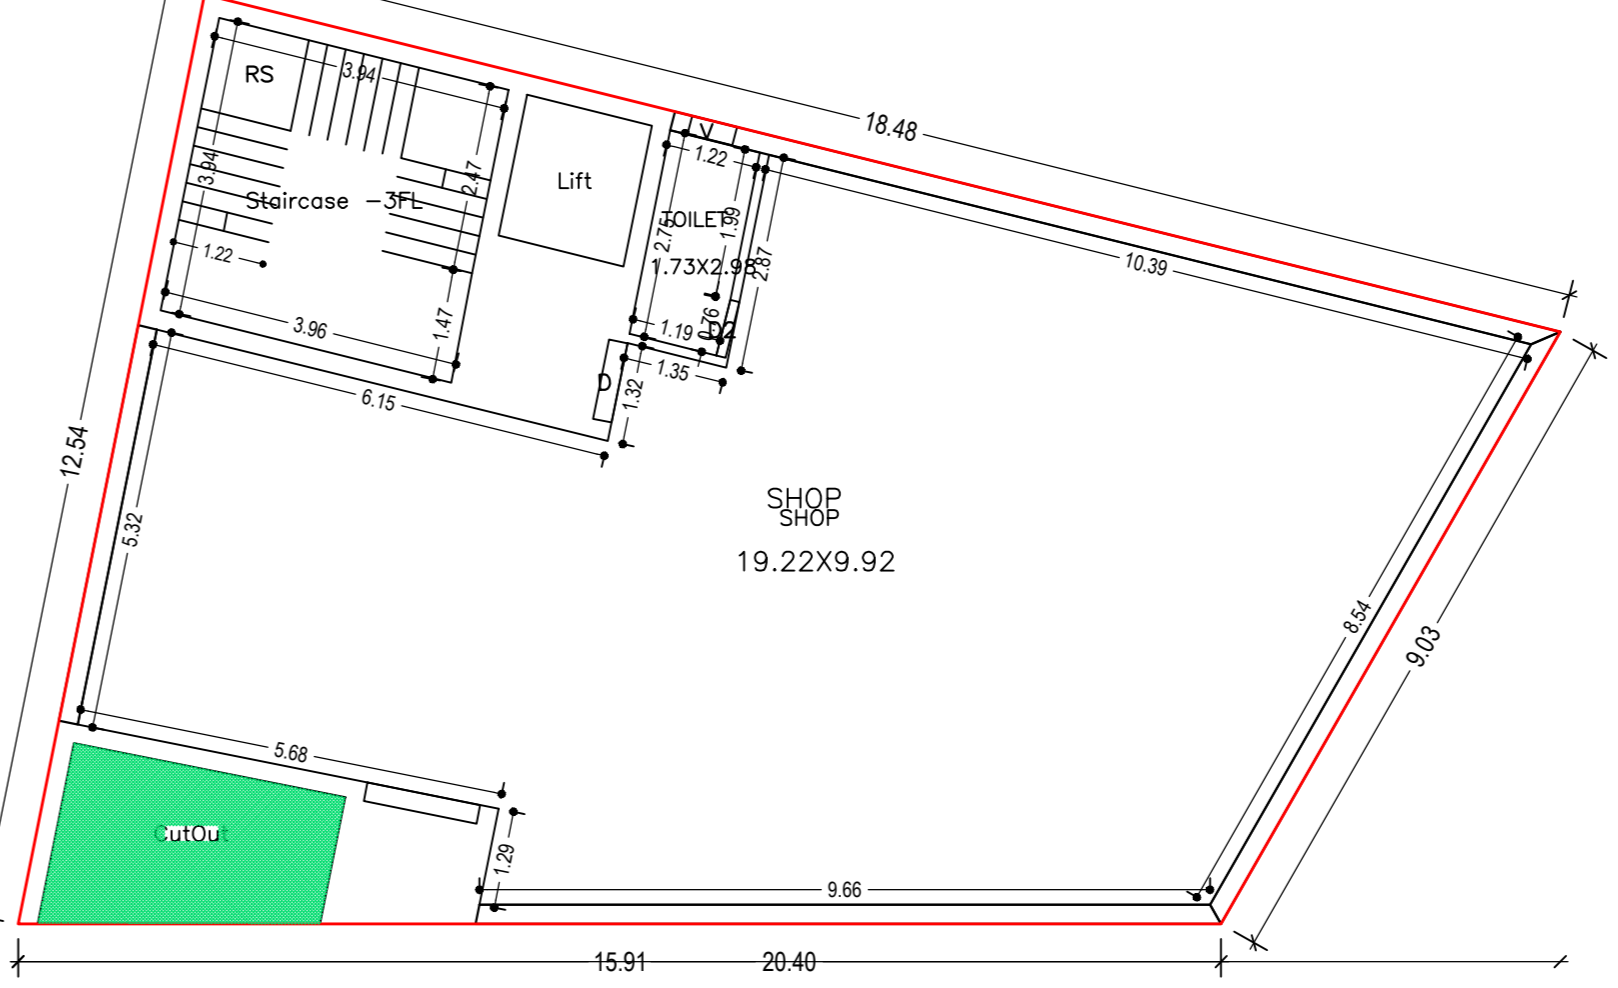 18.48
RS
3.94
V
1.22
Lift
3.94
2.47
Staircase -3FL
TOILET
1.99
2.75
1.73X2.98
2.87
10.39
1.22
3.96
1.47
1.19
0.76
D2
1.35
D
1.32
6.15
12.54
5.32
SHOP
SHOP
19.22X9.92
8.54
9.03
5.68
CutOut
1.29
9.66
15.91
20.40